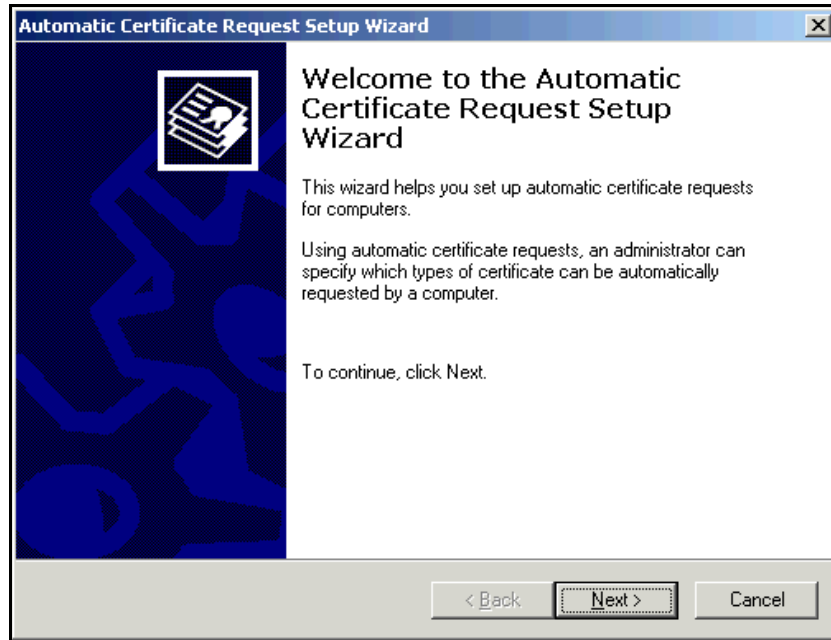 Automatic Certificate Request Setup Wizard
Welcome to the Automatic
Certificate Request Setup
Wizard
This wizard helps you set up automatic certificate requests
for computers.
Using automatic certificate requests, an administrator can
specify which types of certificate can be automatically
requested by a computer.
To continue, click Next.
< Back Next > Cancel